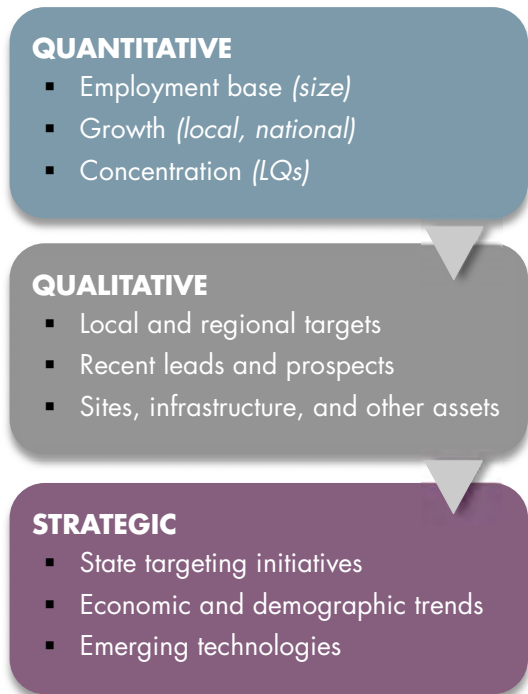 QUANTITATIVE
▪ Employment base (size)
▪ Growth (local, national)
▪ Concentration (LQs)
QUALITATIVE
▪ Local and regional targets
▪ Recent leads and prospects
▪ Sites, infrastructure, and other assets
STRATEGIC
▪ State targeting initiatives
▪ Economic and demographic trends
▪ Emerging technologies